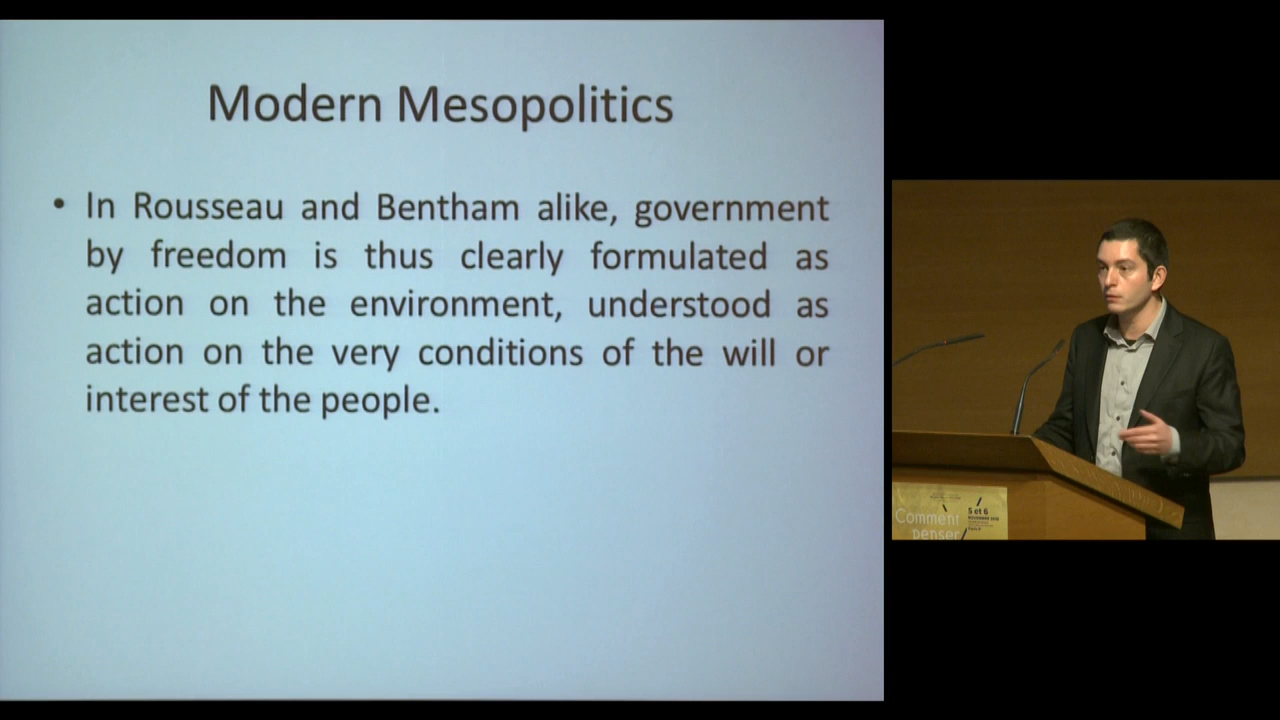 Modern Mesopolitics
• In Rousseau and Bentham alike, government
by freedom is thus clearly formulated as
action on the environment, understood as
action on the very conditions of the will or
interest of the people.
5 et 6
Comment
penser